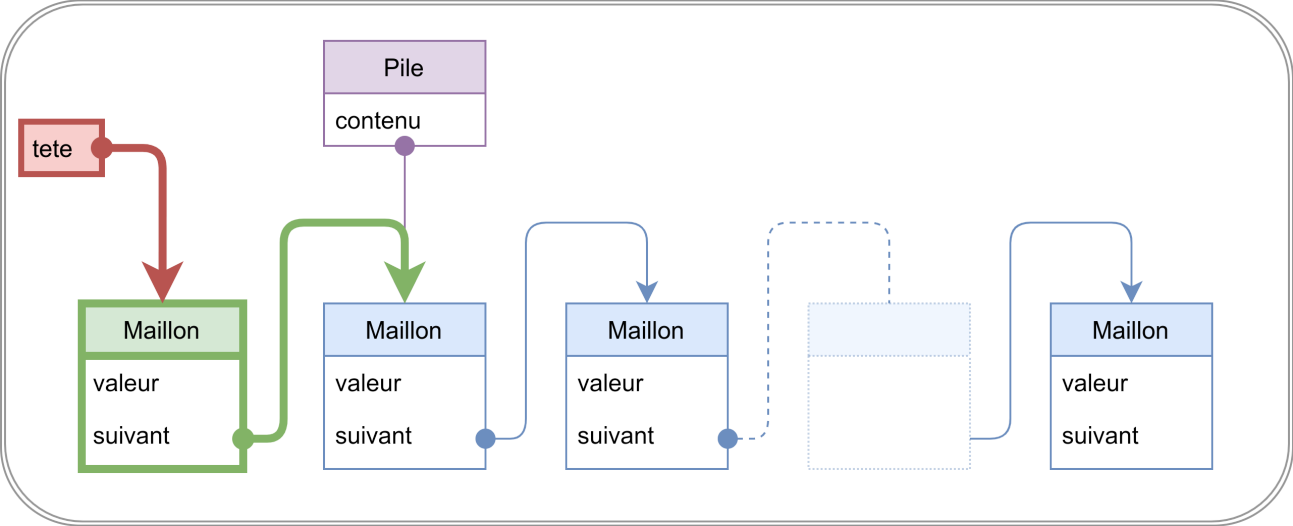 Pile
contenu
tete
Maillon
valeur
suivant
Maillon
valeur
suivant
Maillon
valeur
suivant
Maillon
valeur
suivant